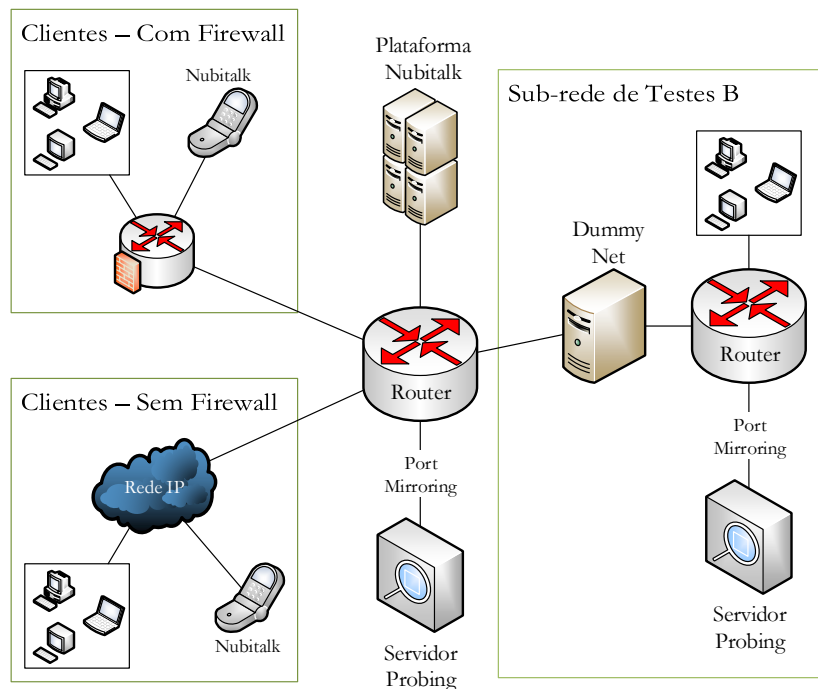 Clientes – Com Firewall
Nubitalk
Plataforma
Nubitalk
Sub-rede de Testes B
Dummy
Net
Router
Router
Clientes – Sem Firewall
Rede IP
Nubitalk
Port
Mirroring
Servidor
Probing
Port
Mirroring
Servidor
Probing